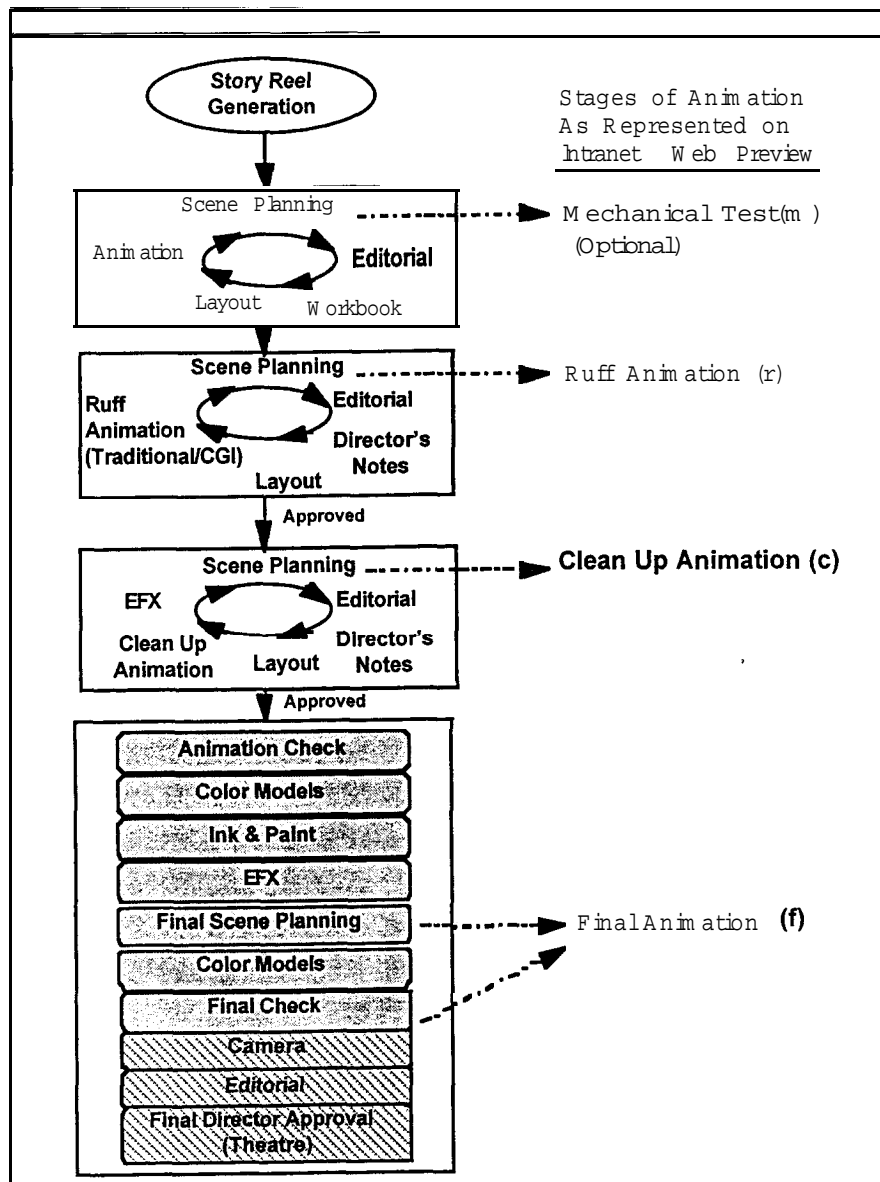 Story Reel
Generation
Stages of Animation
As Represented on
Intranet Web Preview
Scene Planning
Mechanical Test(m)
(Optional)
Animation
Editorial
Layout
Workbook
Scene Planning
Ruff Animation (r)
Editorial
Ruff
Animation
(Traditional/CGI)
Director's
Notes
Layout
Approved
Scene Planning
Clean Up Animation (c)
EFX
Editorial
Clean Up
Animation
Layout
Director's
Notes
Approved
Animation Check
Color Models
Ink & Paint
EFX
Final Scene Planning
Final Animation (f)
Color Models
Final Check
Camera
Editorial
Final Director Approval
(Theatre)